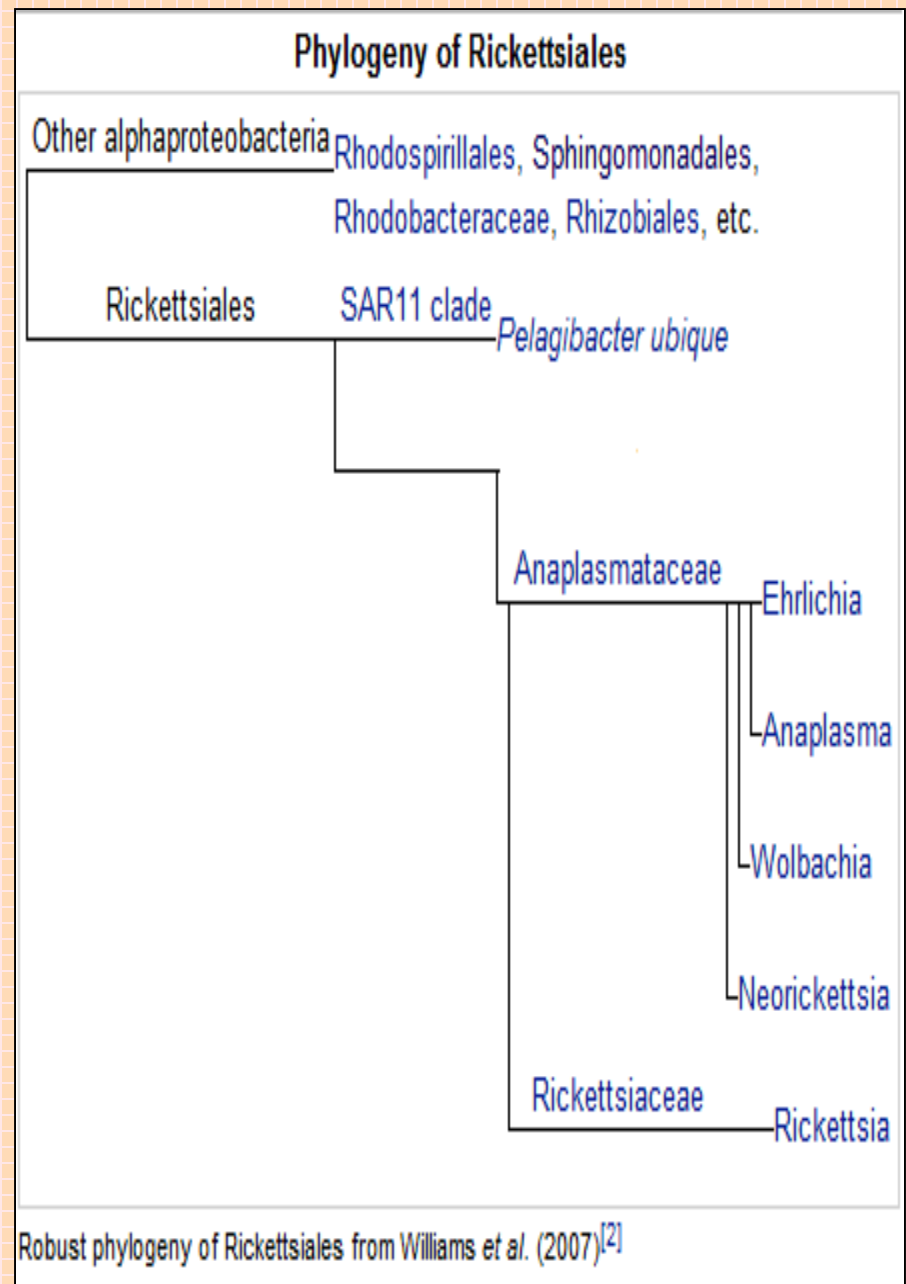 Phylogeny of Rickettsiales
Other alphaproteobacteria
Rhodospirillales, Sphingomonadales,
Rhodobacteraceae, Rhizobiales, etc.
Rickettsiales
SAR11 clade
Pelagibacter ubique
Anaplasmataceae
Ehrlichia
Anaplasma
Wolbachia
Neorickettsia
Rickettsiaceae
Rickettsia
Robust phylogeny of Rickettsiales from Williams et al. (2007)[2]